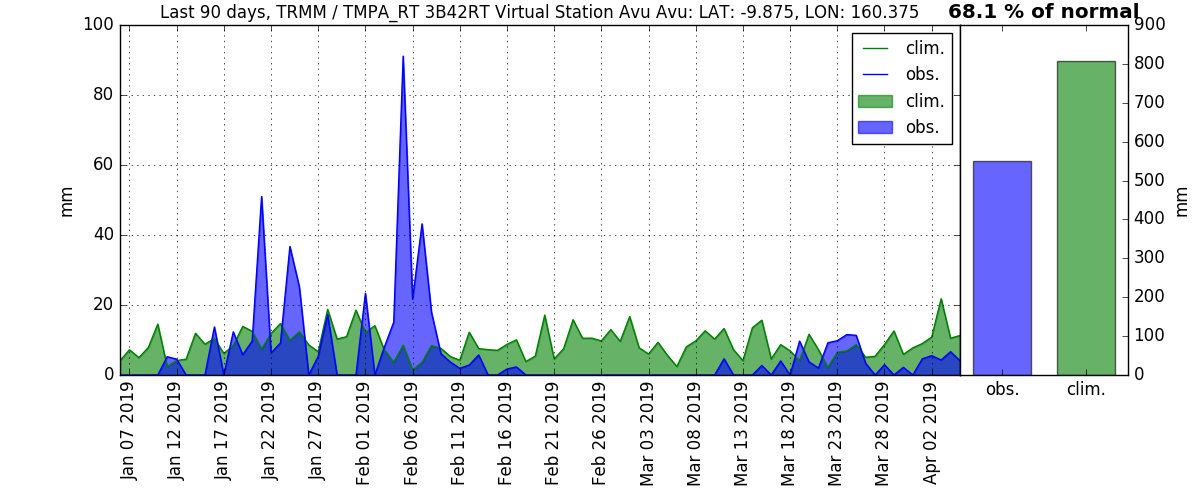 Last 90 days, TRMM / TMPA_RT 3B42RT Virtual Station Avu Avu: LAT: -9.875, LON: 160.375
68.1 % of normal
100
80
60
40
20
0
mm
clim.
obs.
clim.
obs.
900
800
700
600
500
400
300
200
100
0
mm
Jan 07 2019
Jan 12 2019
Jan 17 2019
Jan 22 2019
Jan 27 2019
Feb 01 2019
Feb 06 2019
Feb 11 2019
Feb 16 2019
Feb 21 2019
Feb 26 2019
Mar 03 2019
Mar 08 2019
Mar 13 2019
Mar 18 2019
Mar 23 2019
Mar 28 2019
Apr 02 2019
obs.
clim.